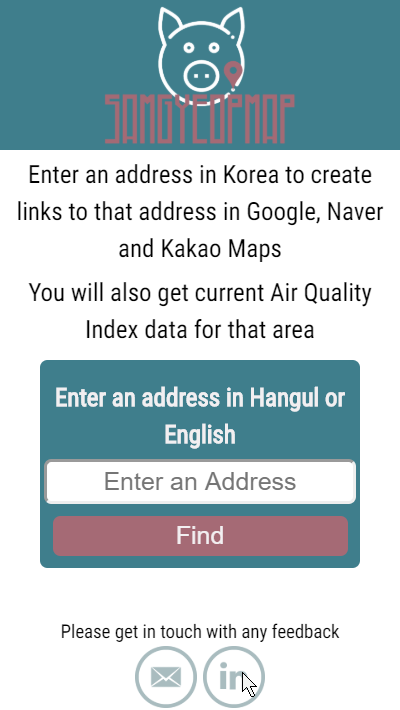 SAMGYEOPMAP
Enter an address in Korea to create
links to that address in Google, Naver
and Kakao Maps
You will also get current Air Quality
Index data for that area
Enter an address in Hangul or
English
Enter an Address
Find
Please get in touch with any feedback
in